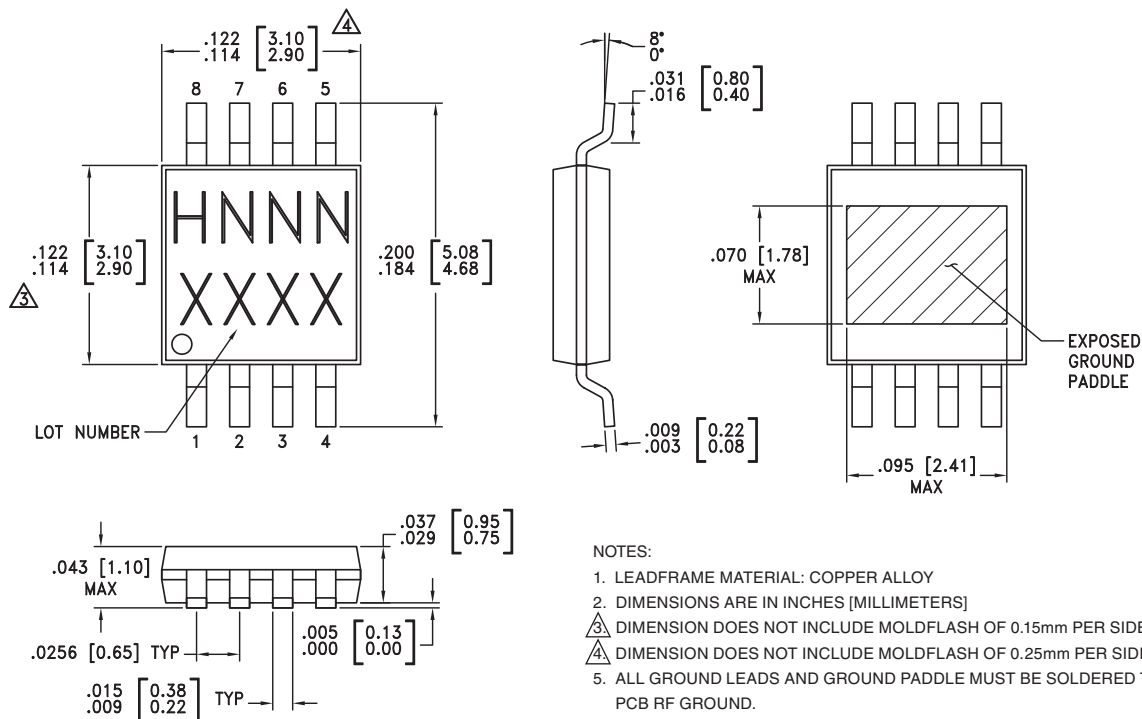 .122 [3.10]
.114 [2.90]
4
8 7 6 5
HNNN
XXXX
.122 [3.10]
.114 [2.90]
3
.200 [5.08]
.184 [4.68]
LOT NUMBER
1 2 3 4
8°
0°
.031 [0.80]
.016 [0.40]
.009 [0.22]
.003 [0.08]
.070 [1.78]
MAX
EXPOSED
GROUND
PADDLE
.095 [2.41]
MAX
.037 [0.95]
.029 [0.75]
.043 [1.10]
MAX
.005 [0.13]
.000 [0.00]
.0256 [0.65] TYP
.015 [0.38]
.009 [0.22] TYP
NOTES:
1. LEADFRAME MATERIAL: COPPER ALLOY
2. DIMENSIONS ARE IN INCHES [MILLIMETERS]
3. DIMENSION DOES NOT INCLUDE MOLDFLASH OF 0.15mm PER SIDE
4. DIMENSION DOES NOT INCLUDE MOLDFLASH OF 0.25mm PER SIDE
5. ALL GROUND LEADS AND GROUND PADDLE MUST BE SOLDERED
PCB RF GROUND.